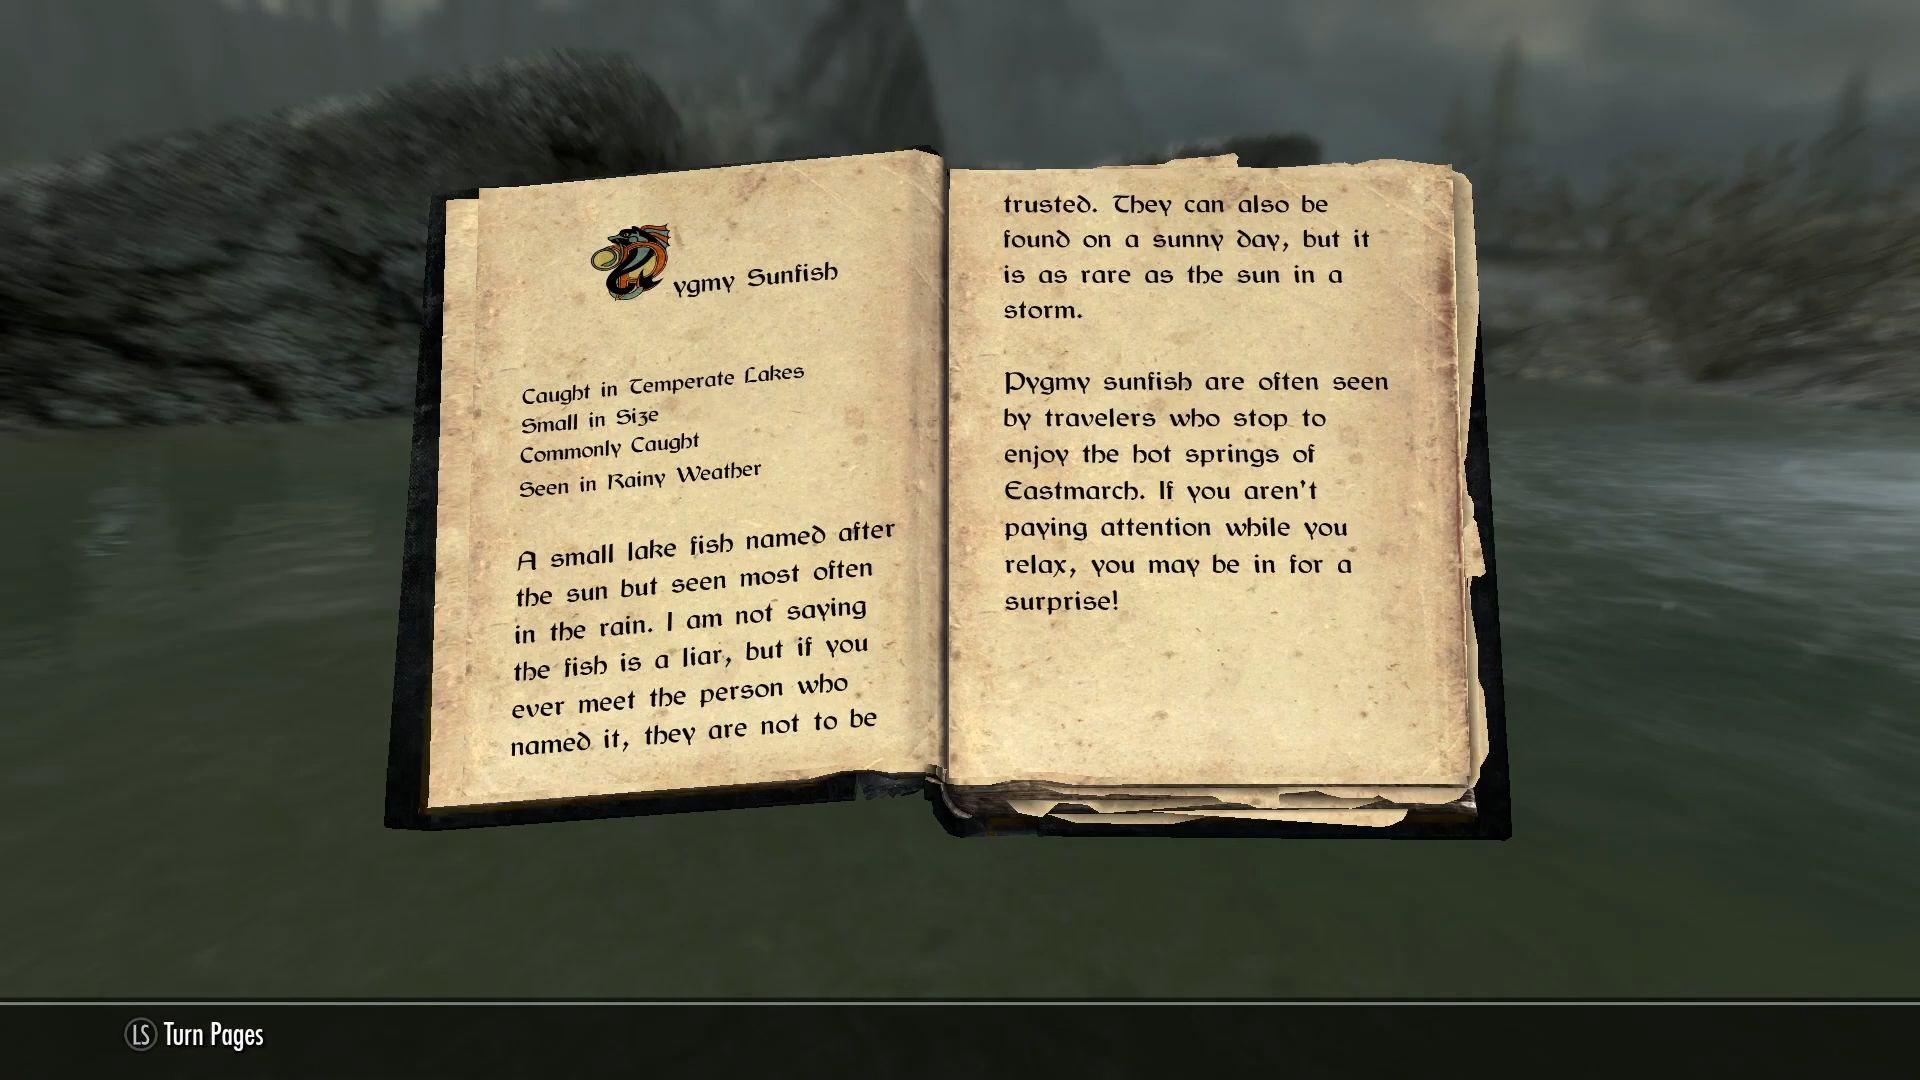 Pygmy Sunfish
Caught in Temperate Lakes
Small in Size
Commonly Caught
Seen in Rainy Weather
A small lake fish named after
the sun but seen most often
in the rain. I am not saying
the fish is a liar, but if you
ever meet the person who
named it, they are not to be
trusted. They can also be
found on a sunny day, but it
is as rare as the sun in a
storm.
Pygmy sunfish are often seen
by travelers who stop to
enjoy the hot springs of
Eastmarch. If you aren't
paying attention while you
relax, you may be in for a
surprise!
LS Turn Pages